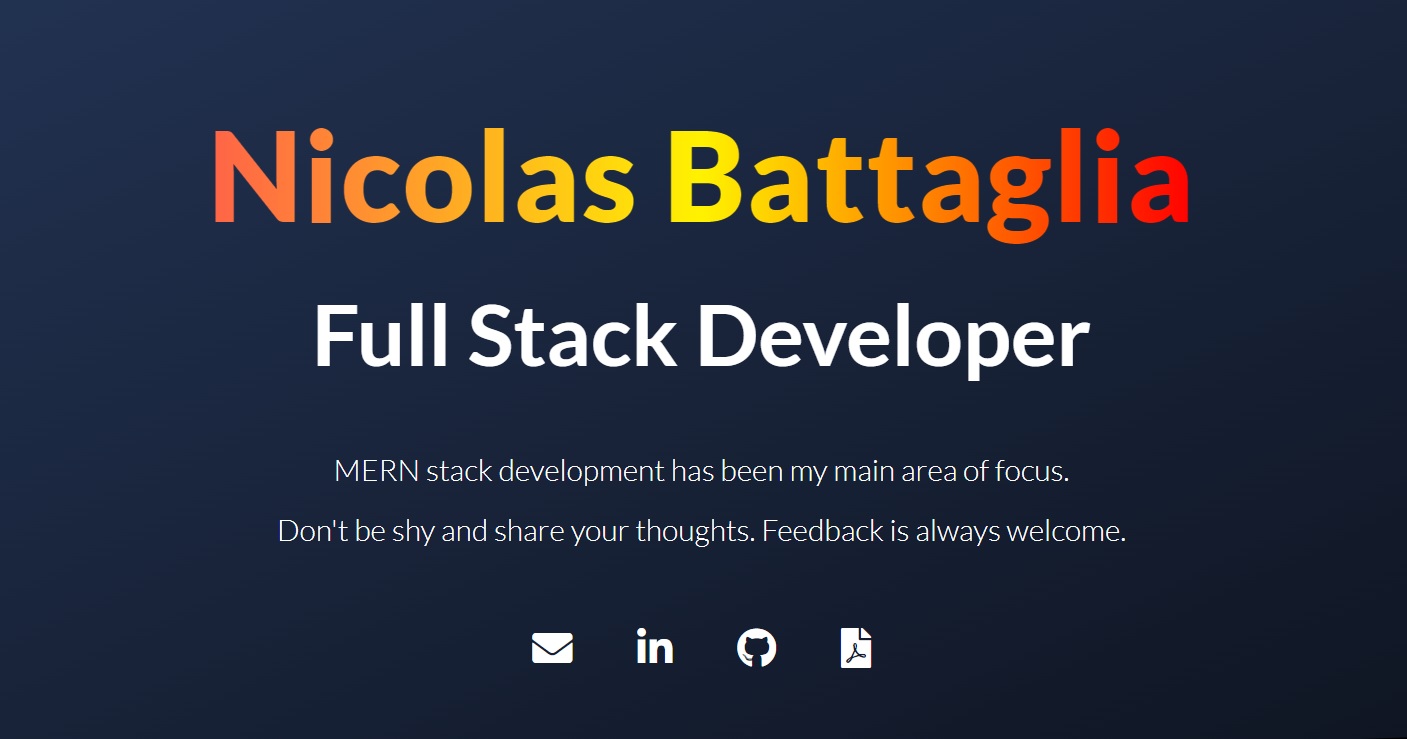 Nicolas Battaglia
Full Stack Developer
MERN stack development has been my main area of focus.
Don't be shy and share your thoughts. Feedback is always welcome.
in